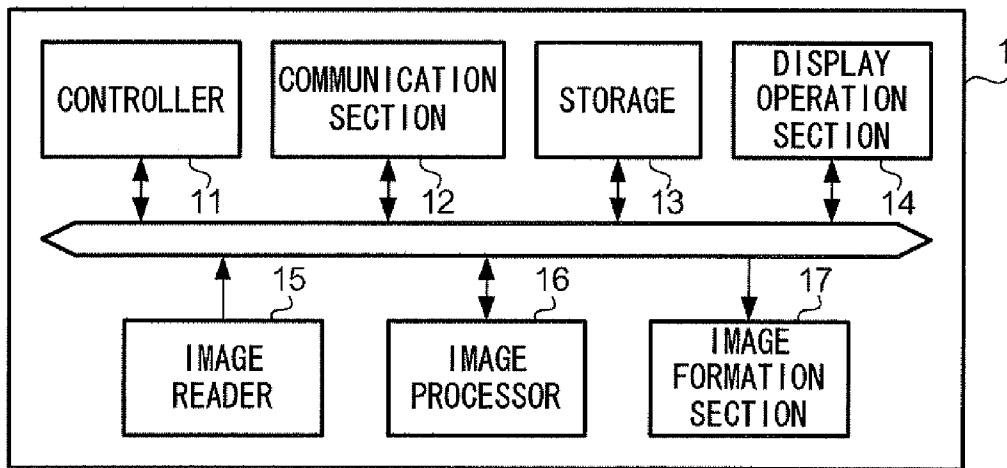 CONTROLLER
COMMUNICATION
SECTION
STORAGE
DISPLAY
OPERATION
SECTION
1
11
12
13
14
15
16
17
IMAGE
READER
IMAGE
PROCESSOR
IMAGE
FORMATION
SECTION